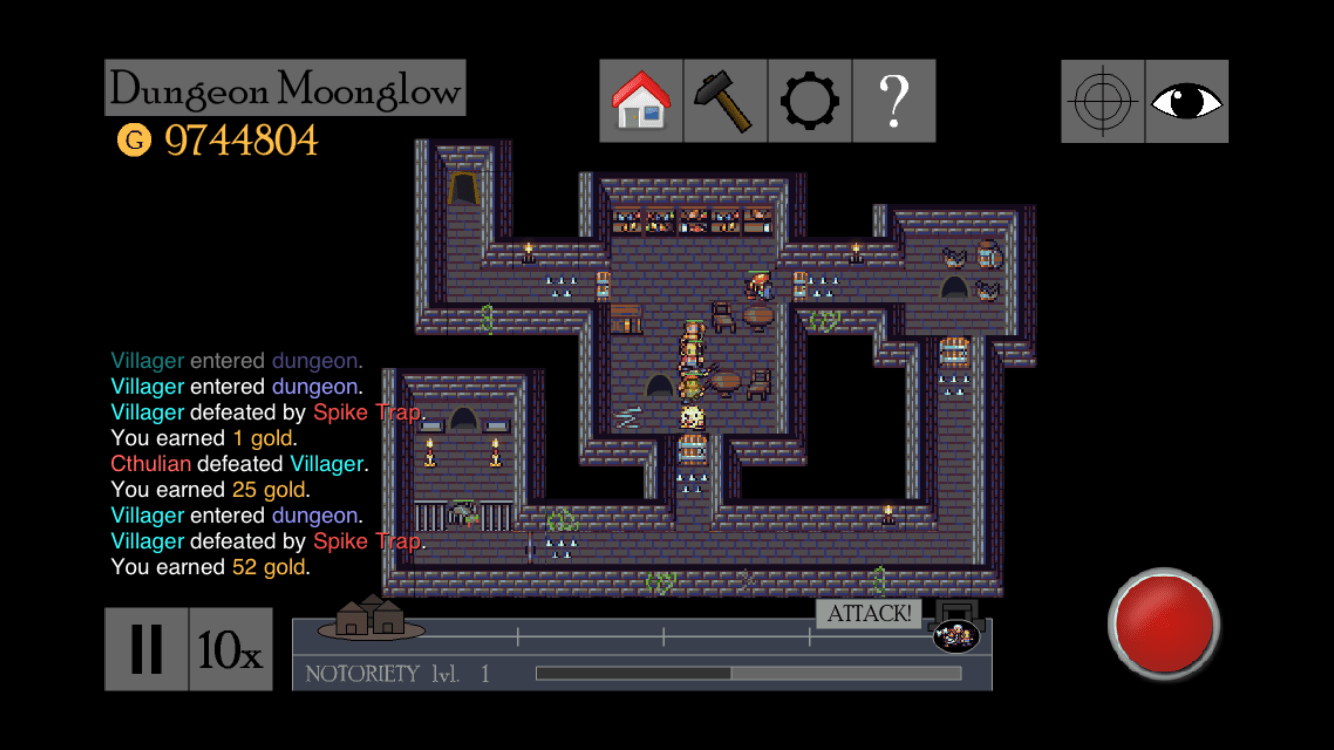 Dungeon Moonglow
G 9744804
?
Villager entered dungeon.
Villager entered dungeon.
Villager defeated by Spike Trap.
You earned 1 gold.
Cthulian defeated Villager.
You earned 25 gold.
Villager entered dungeon.
Villager defeated by Spike Trap.
You earned 52 gold.
ATTACK!
10x
NOTORIETY lvl. 1